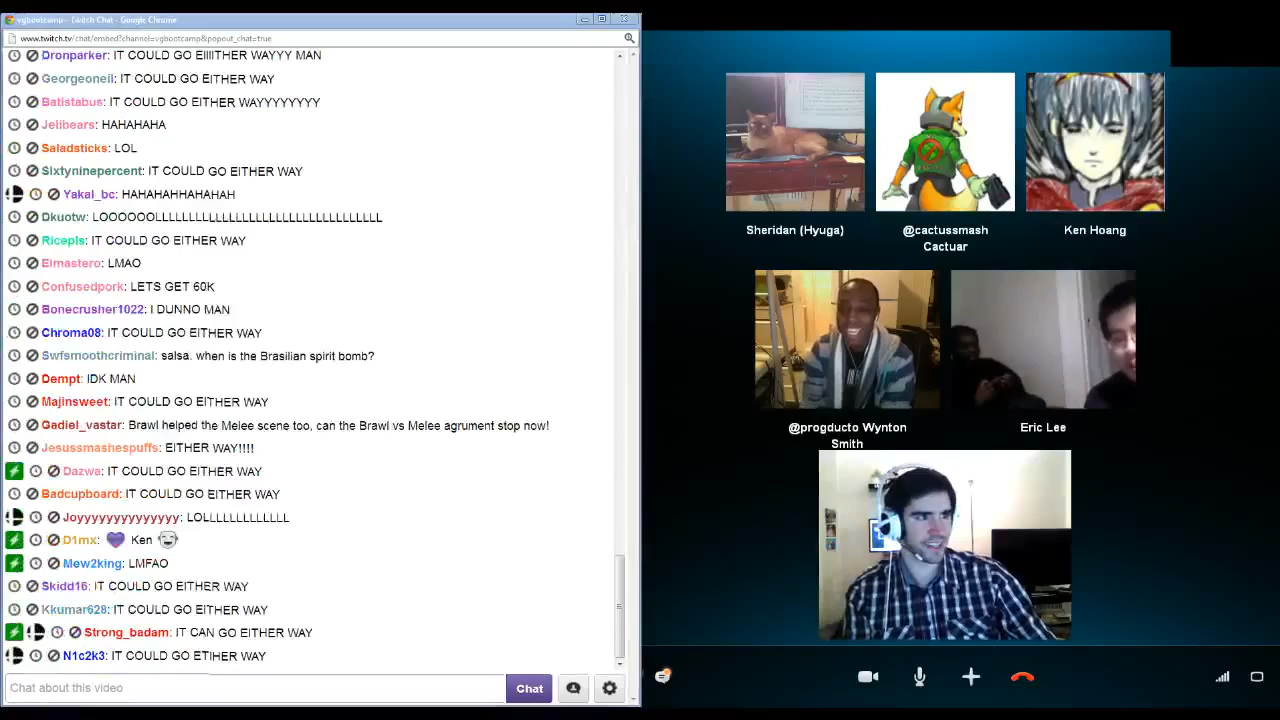 vgbootcamp - Twitch Chat - Google Chrome
www.twitch.tv/chat/embed?channel=vgbootcamp&popout_chat=true
Dronparker: IT COULD GO EIIIITHER WAYYY MAN
Georgeoneil: IT COULD GO EITHER WAY
Batistabus: IT COULD GO EITHER WAYYYYYYYY
Jelibears: HAHAHAHA
Saladsticks: LOL
Sixtyninepercent: IT COULD GO EITHER WAY
Yakal_bc: HAHAHAHHAHAHAH
Dkuotw: LOOOOOOLLLLLLLLLLLLLLLLLLLLLLLLLLLLLLLLLLL
Ricepls: IT COULD GO EITHER WAY
Elmastero: LMAO
Confusedpork: LETS GET 60K
Bonecrusher1022: I DUNNO MAN
Chroma08: IT COULD GO EITHER WAY
Swfsmoothcriminal: salsa. when is the Brasilian spirit bomb?
Dempt: IDK MAN
Majinsweet: IT COULD GO EITHER WAY
Gadiel_vastar: Brawl helped the Melee scene too, can the Brawl vs Melee agrument stop now!
Jesussmashespuffs: EITHER WAY!!!!
Dazwa: IT COULD GO EITHER WAY
Badcupboard: IT COULD GO EITHER WAY
Joyyyyyyyyyyyyyy: LOLLLLLLLLLLLL
D1mx: Ken
Mew2king: LMFAO
Skidd16: IT COULD GO EITHER WAY
Kkumar628: IT COULD GO EITHER WAY
Strong_badam: IT CAN GO EITHER WAY
N1c2k3: IT COULD GO ETIHER WAY
Chat about this video
Chat
Sheridan (Hyuga)
@cactussmash
Cactuar
Ken Hoang
@progducto Wynton
Smith
Eric Lee